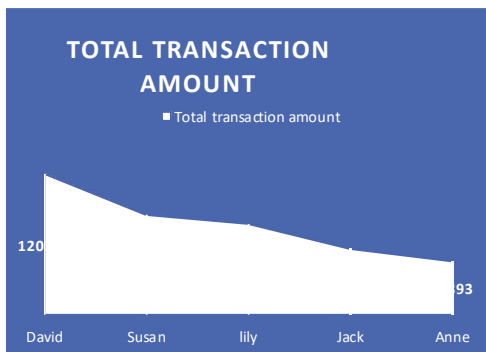 TOTAL TRANSACTION
AMOUNT
Total transaction amount
120
93
David Susan lily Jack Anne